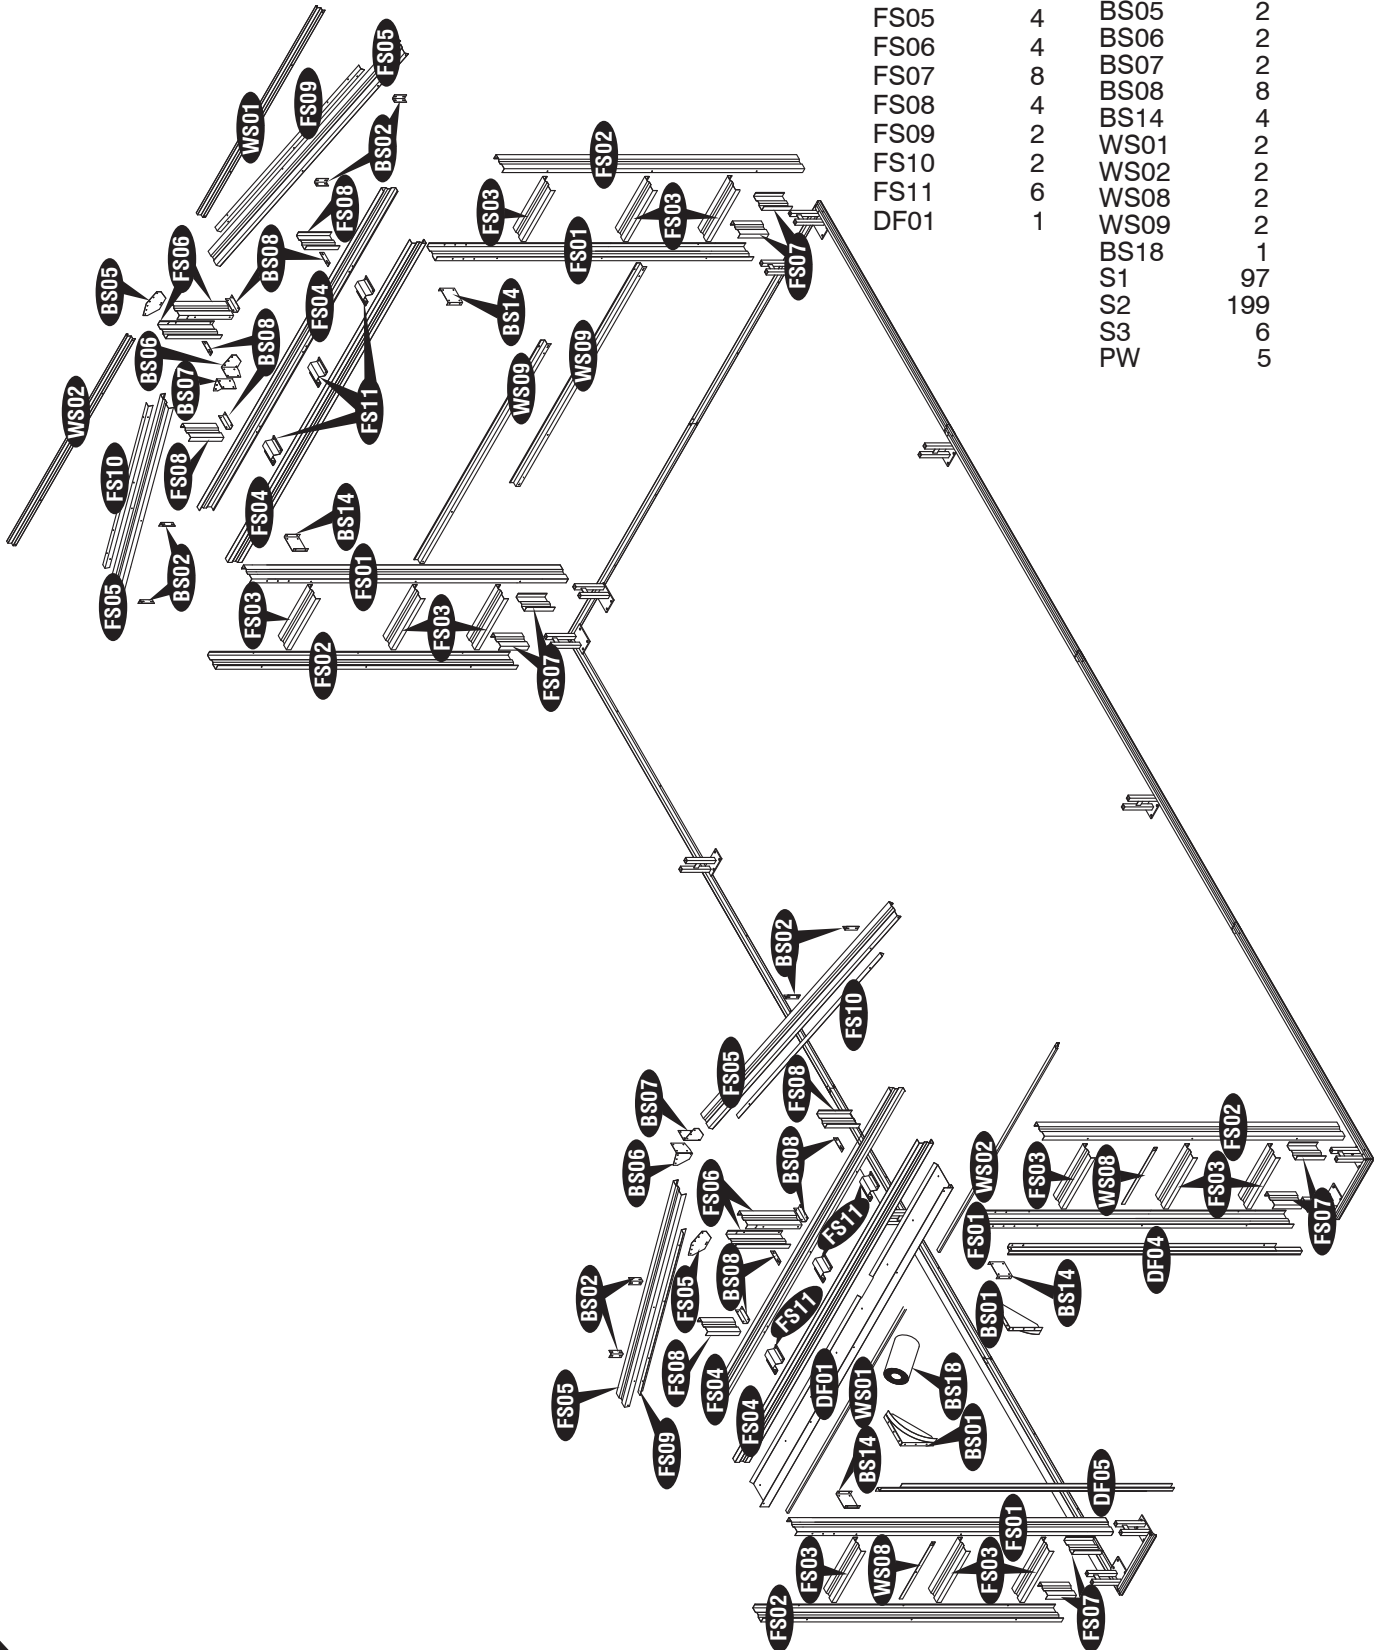 FS05 4
FS06 4
FS07 8
FS08 4
FS09 2
FS10 2
FS11 6
DF01 1
BS05 2
BS06 2
BS07 2
BS08 8
BS14 4
WS01 2
WS02 2
WS08 2
WS09 2
BS18 1
S1 97
S2 199
S3 6
PW 5
WS01
FS09
FS05
BS02
FS08
FS06
BS08
BS05
FS04
BS08
BS06
BS07
WS02
FS10
FS08
FS11
FS04
BS14
BS02
FS05
FS02
FS03
FS03
FS01
FS07
BS14
WS09
WS09
FS01
FS03
FS03
FS02
FS07
BS02
FS10
FS05
FS08
BS07
BS06
BS08
FS06
FS11
FS05
BS08
FS11
BS02
FS08
FS04
FS05
FS09
FS04
DF01
WS01
BS18
BS01
BS14
DF05
FS01
FS03
WS08
FS03
FS02
FS07
WS02
FS02
FS03
WS08
FS03
FS01
FS07
DF04
BS14
BS01